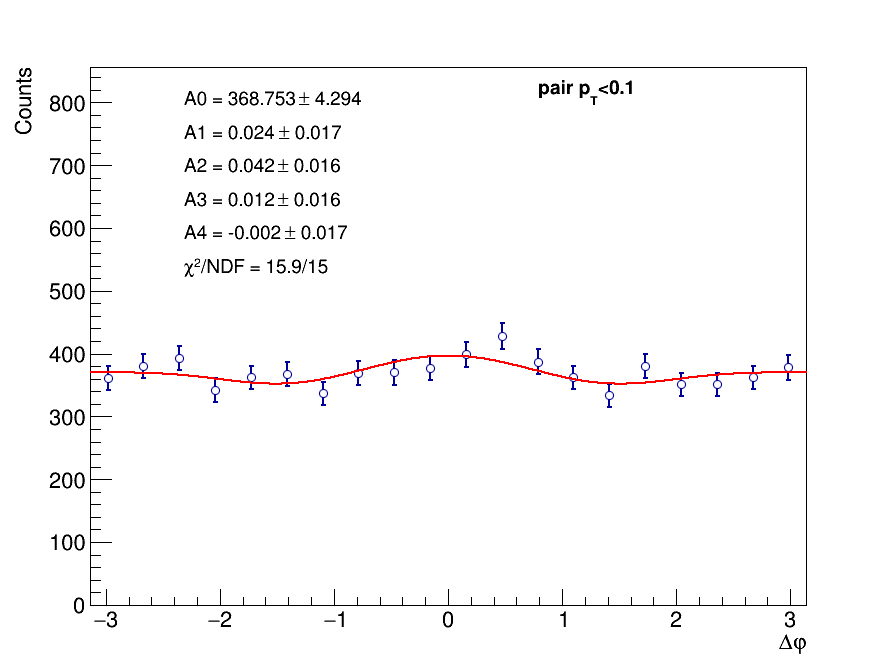 pair p_T<0.1
A0 = 368.753 ± 4.294
A1 = 0.024 ± 0.017
A2 = 0.042 ± 0.016
A3 = 0.012 ± 0.016
A4 = -0.002 ± 0.017
χ²/NDF = 15.9/15
Counts
800
700
600
500
400
300
200
100
0
−3 −2 −1 0 1 2 3
Δφ